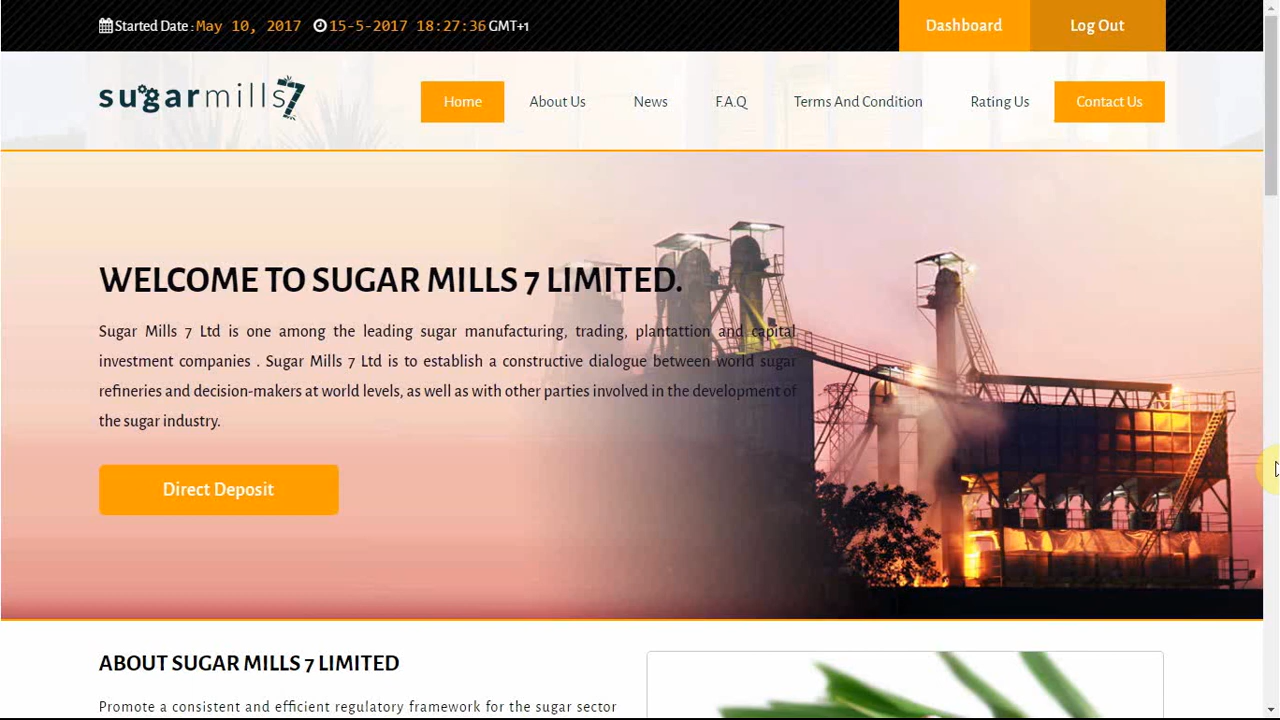 Started Date : May 10, 2017 15-5-2017 18:27:36 GMT+1
Dashboard
Log Out
sugarmills7
Home
About Us
News
F.A.Q
Terms And Condition
Rating Us
Contact Us
WELCOME TO SUGAR MILLS 7 LIMITED.
Sugar Mills 7 Ltd is one among the leading sugar manufacturing, trading, plantattion and capital
investment companies . Sugar Mills 7 Ltd is to establish a constructive dialogue between world sugar
refineries and decision-makers at world levels, as well as with other parties involved in the development of
the sugar industry.
Direct Deposit
ABOUT SUGAR MILLS 7 LIMITED
Promote a consistent and efficient regulatory framework for the sugar sector